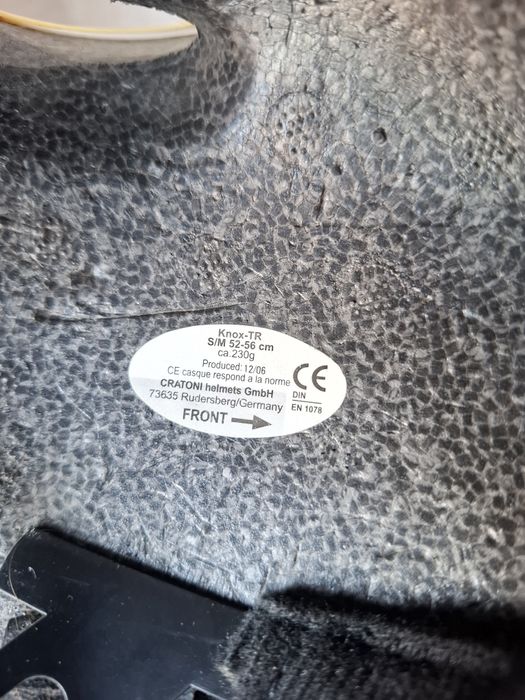 Knox-TR
S/M 52-56 cm
ca.230g
Produced: 12/06
CE casque respond a la norme
CRATONI helmets GmbH
73635 Rudersberg/Germany
FRONT
CE
DIN
EN 1078